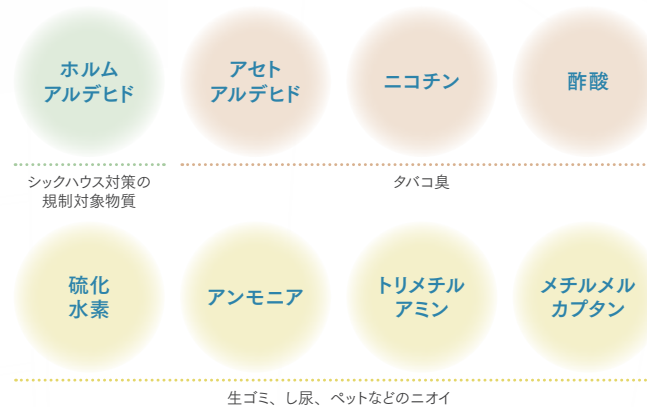 ホルム
アルデヒド
アセト
アルデヒド
ニコチン
酢酸
シックハウス対策の
規制対象物質
タバコ臭
硫化
水素
アンモニア
トリメチル
アミン
メチルメル
カプタン
生ゴミ、し尿、ペットなどのニオイ